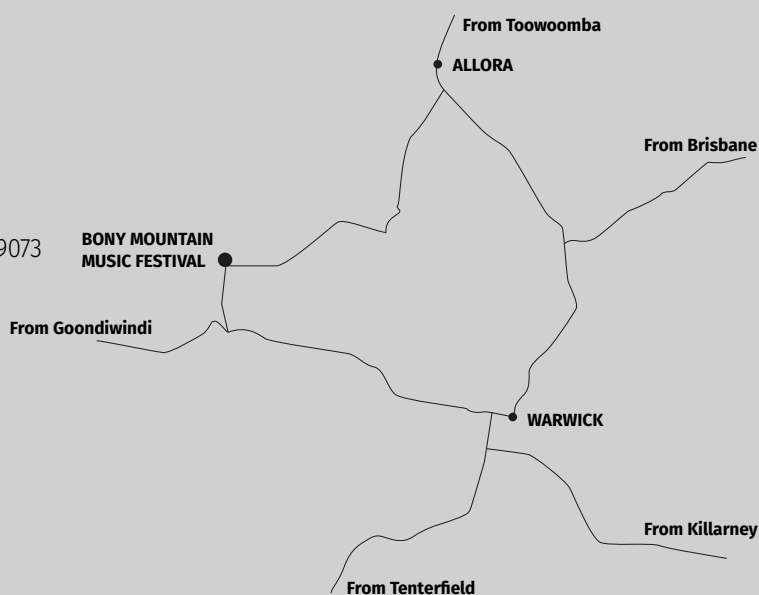 From Toowoomba
ALLORA
From Brisbane
9073
BONY MOUNTAIN
MUSIC FESTIVAL
From Goondiwindi
WARWICK
From Killarney
From Tenterfield